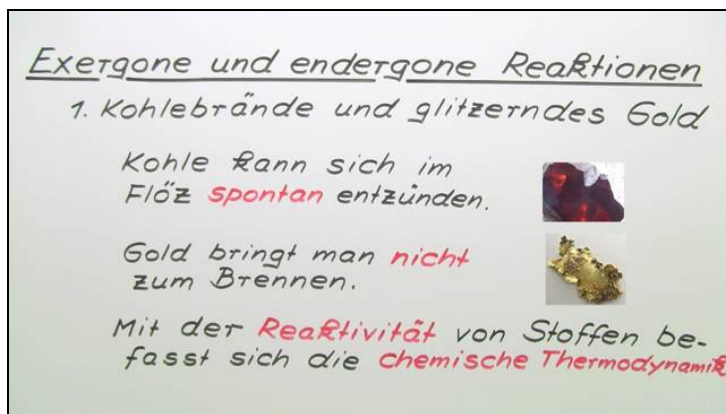 Exergone und endergone Reaktionen
1. Kohlebrände und glitzerndes Gold
Kohle kann sich im
Flöz spontan entzünden.
Gold bringt man nicht
zum Brennen.
Mit der Reaktivität von Stoffen be-
fasst sich die chemische Thermodynamik